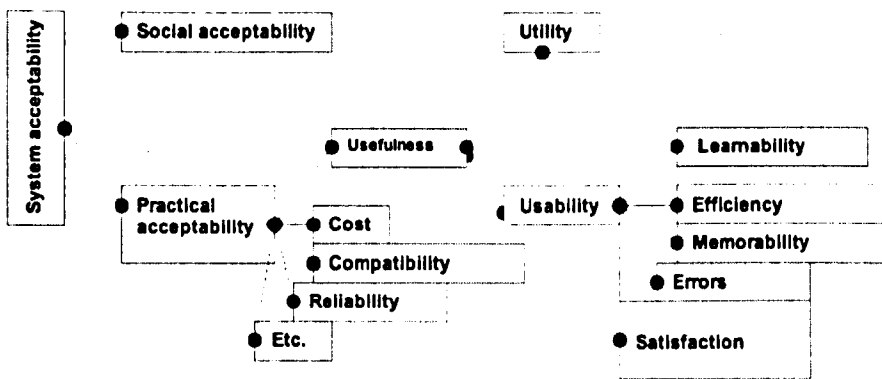 System acceptability
Social acceptability
Utility
Usefulness
Learnability
Practical
acceptability
Cost
Usability
Efficiency
Memorability
Compatibility
Errors
Reliability
Etc.
Satisfaction